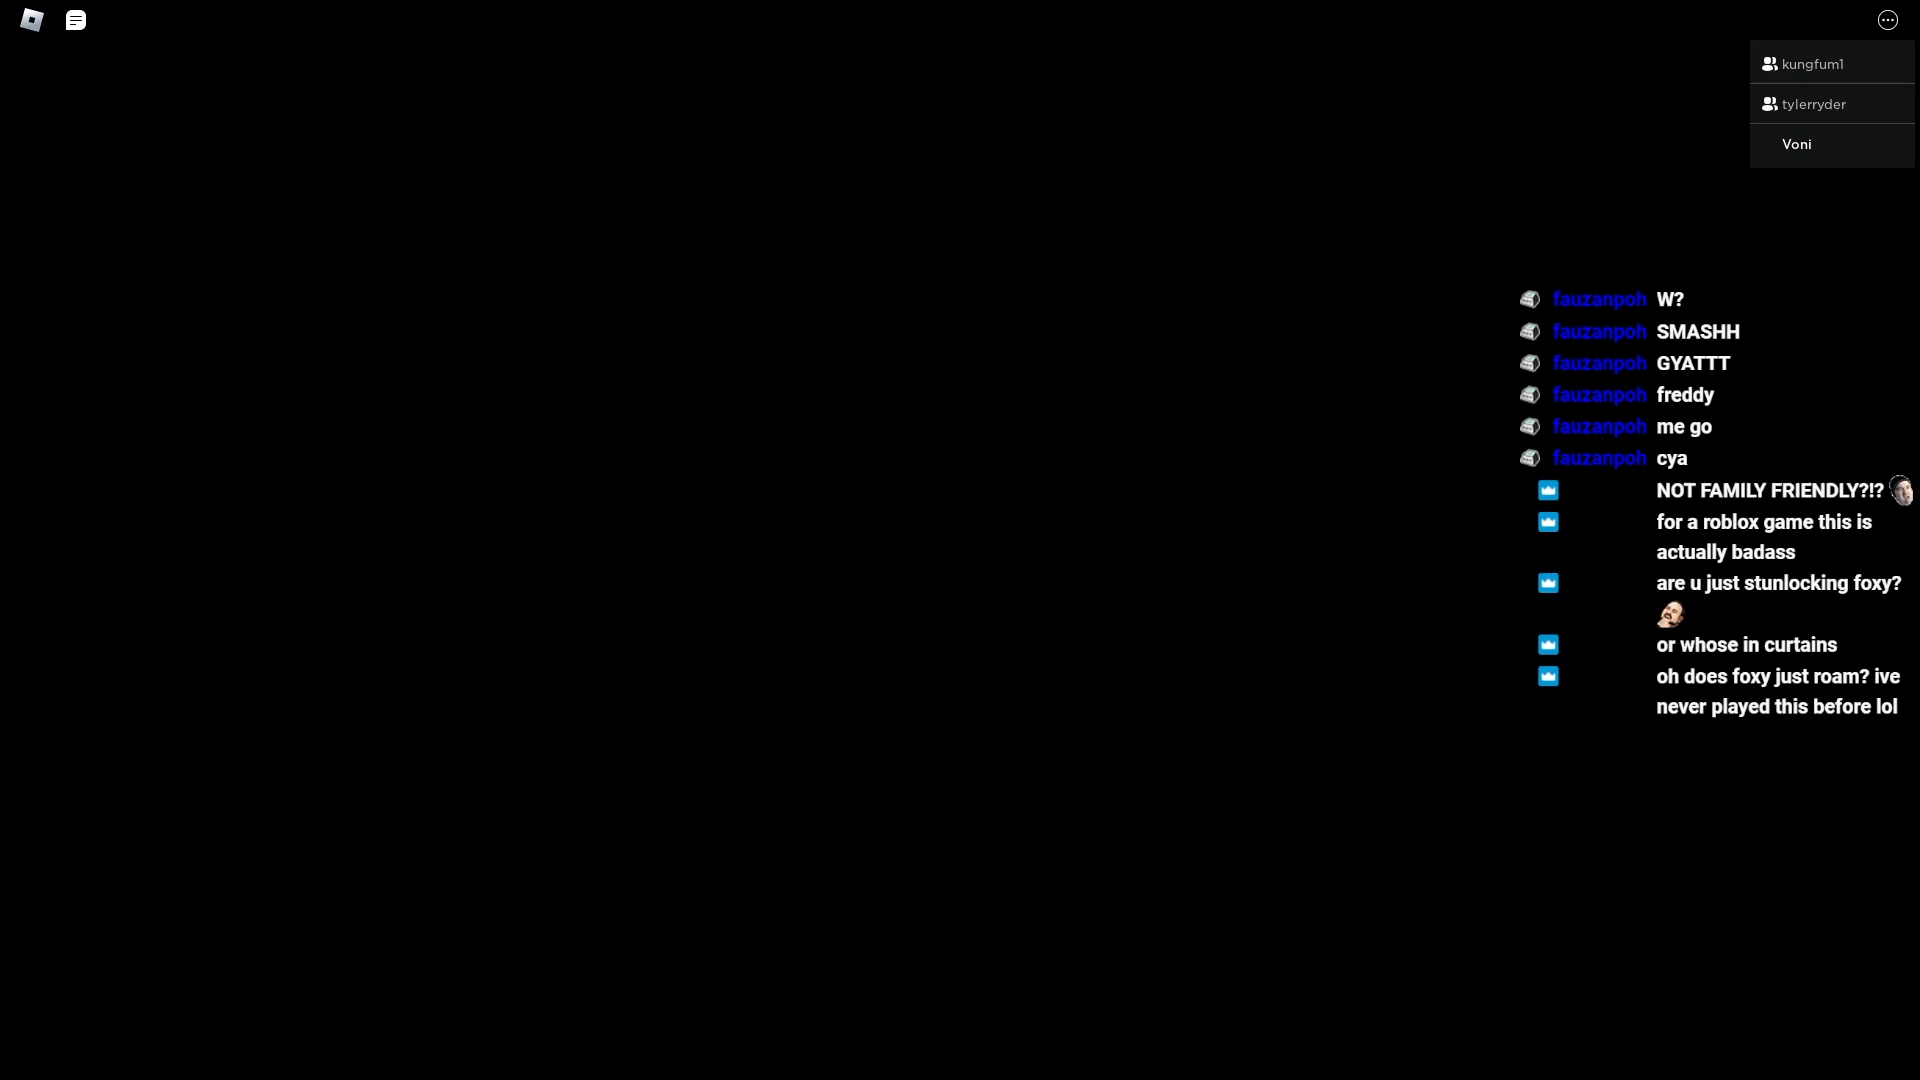 kungfum1
tylerryder
Voni
fauzanpoh W?
fauzanpoh SMASHH
fauzanpoh GYATTT
fauzanpoh freddy
fauzanpoh me go
fauzanpoh cya
NOT FAMILY FRIENDLY?!?
for a roblox game this is
actually badass
are u just stunlocking foxy?
or whose in curtains
oh does foxy just roam? ive
never played this before lol